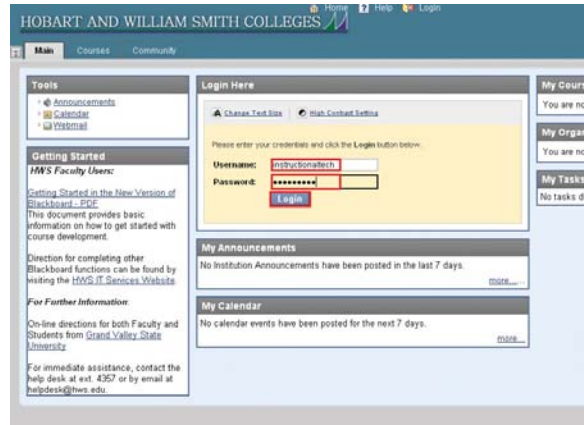 Home Help Login
HOBART AND WILLIAM SMITH COLLEGES
Main Courses Community
Tools
Announcements
Calendar
Webmail
Getting Started
HWS Faculty Users:
Getting Started in the New Version of
Blackboard - PDF
This document provides basic
information on how to get started with
course development.
Direction for completing other
Blackboard functions can be found by
visiting the HWS IT Services Website.
For Further Information:
On-line directions for both Faculty and
Students from Grand Valley State
University
For immediate assistance, contact the
help desk at ext. 4357 or by email at
helpdesk@hws.edu.
Login Here
Change Text Size High Contrast Setting
Please enter your credentials and click the Login button below.
Username: instructionaltech
Password: •••••••••
Login
My Announcements
No Institution Announcements have been posted in the last 7 days.
more...
My Calendar
No calendar events have been posted for the next 7 days.
more...
My Cours
You are no
My Organ
You are no
My Tasks
No tasks d